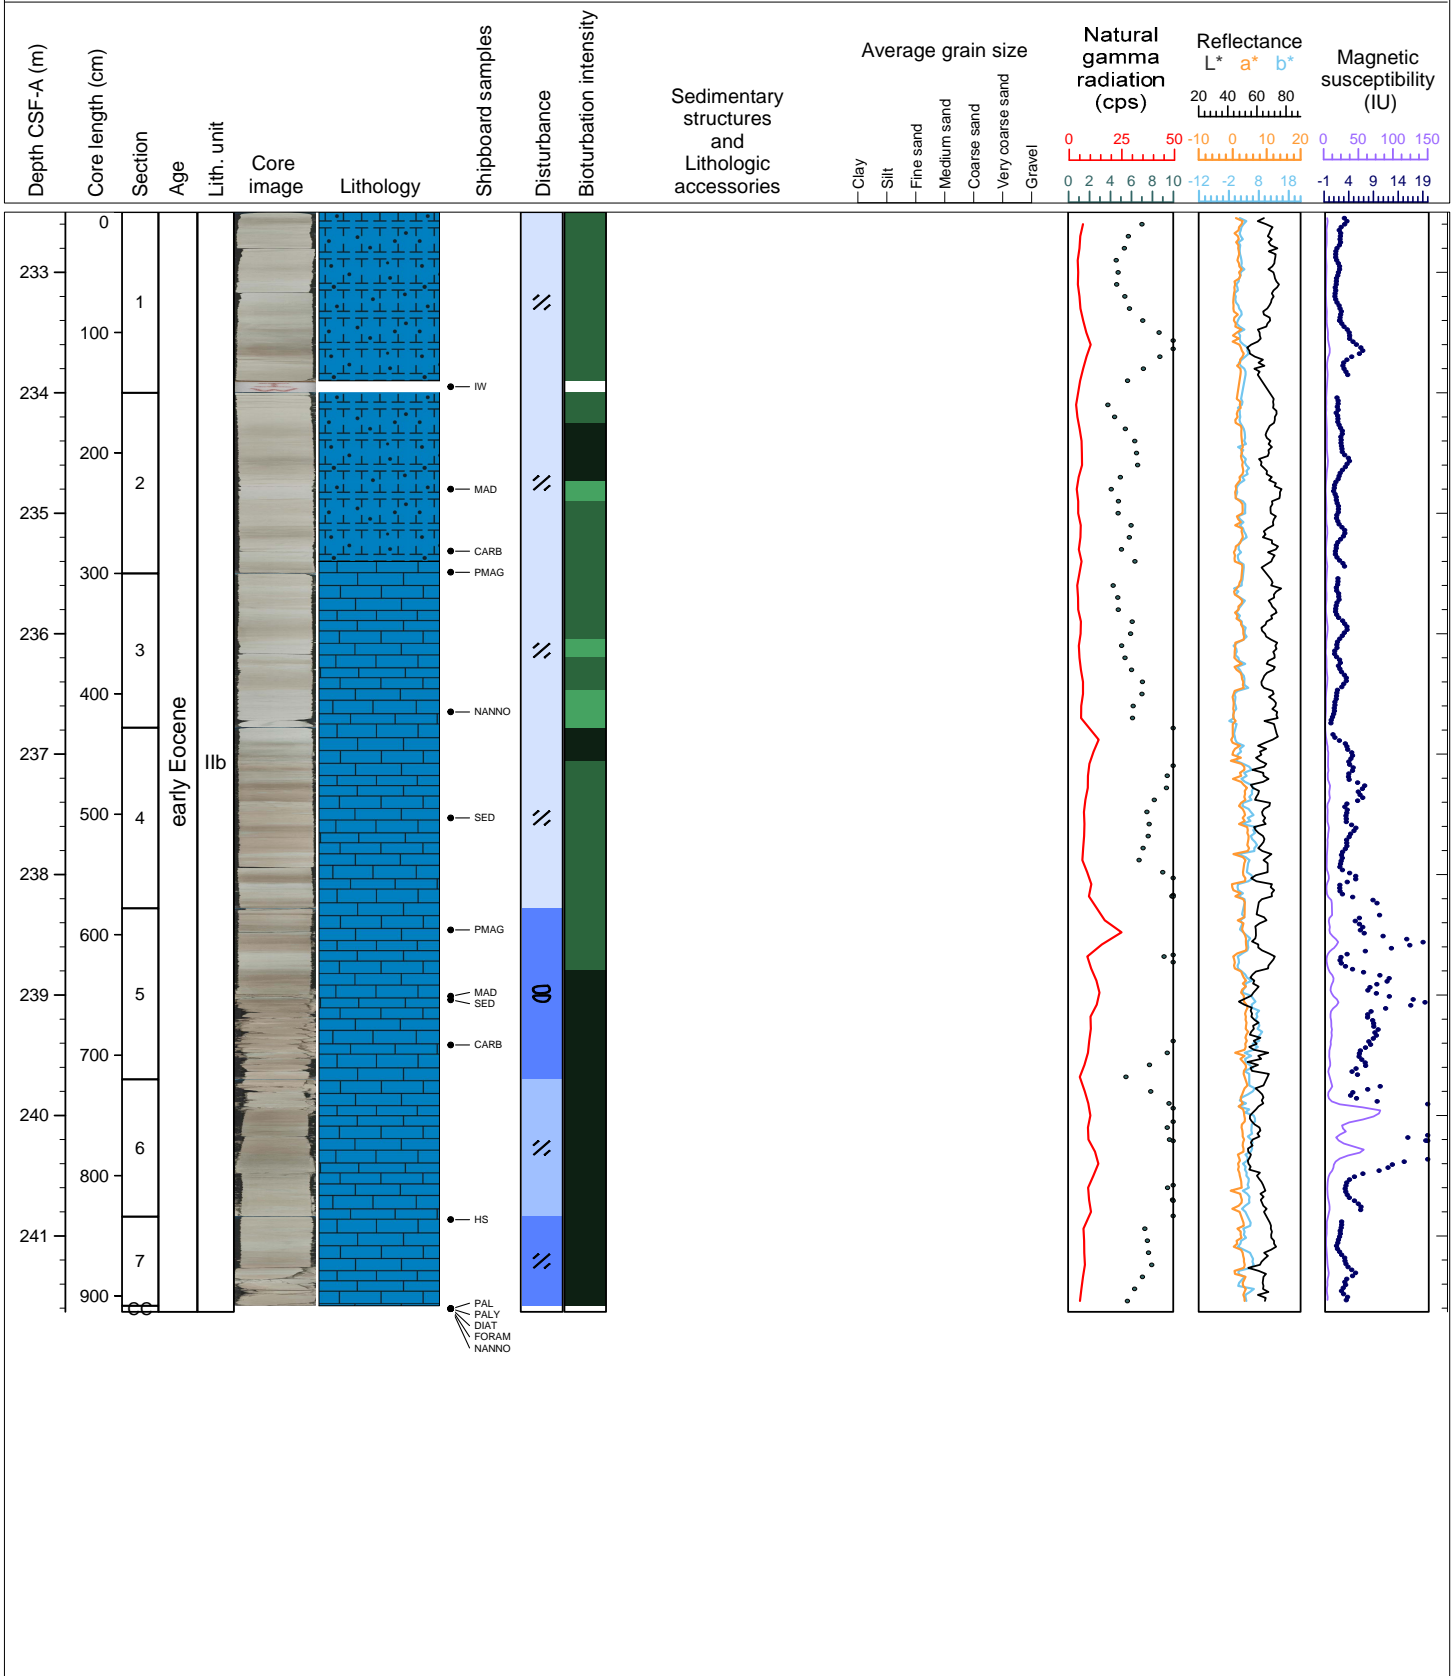 Depth CSF-A (m)
Core length (cm)
Section
Age
Lith. unit
Core
image
Lithology
Shipboard samples
Disturbance
Bioturbation intensity
Sedimentary
structures
and
Lithologic
accessories
Average grain size
Clay
Silt
Fine sand
Medium sand
Coarse sand
Very coarse sand
Gravel
Natural
gamma
radiation
(cps)
0 25 50
0 2 4 6 8 10
Reflectance
L* a* b*
20 40 60 80
-10 0 10 20
-12 -2 8 18
Magnetic
susceptibility
(IU)
0 50 100 150
-1 4 9 14 19
233
234
235
236
237
238
239
240
241
0
100
200
300
400
500
600
700
800
900
1
2
3
4
5
6
7
CC
early Eocene
IIb
IW
MAD
CARB
PMAG
NANNO
SED
PMAG
MAD
SED
CARB
HS
PAL
PALY
DIAT
FORAM
NANNO